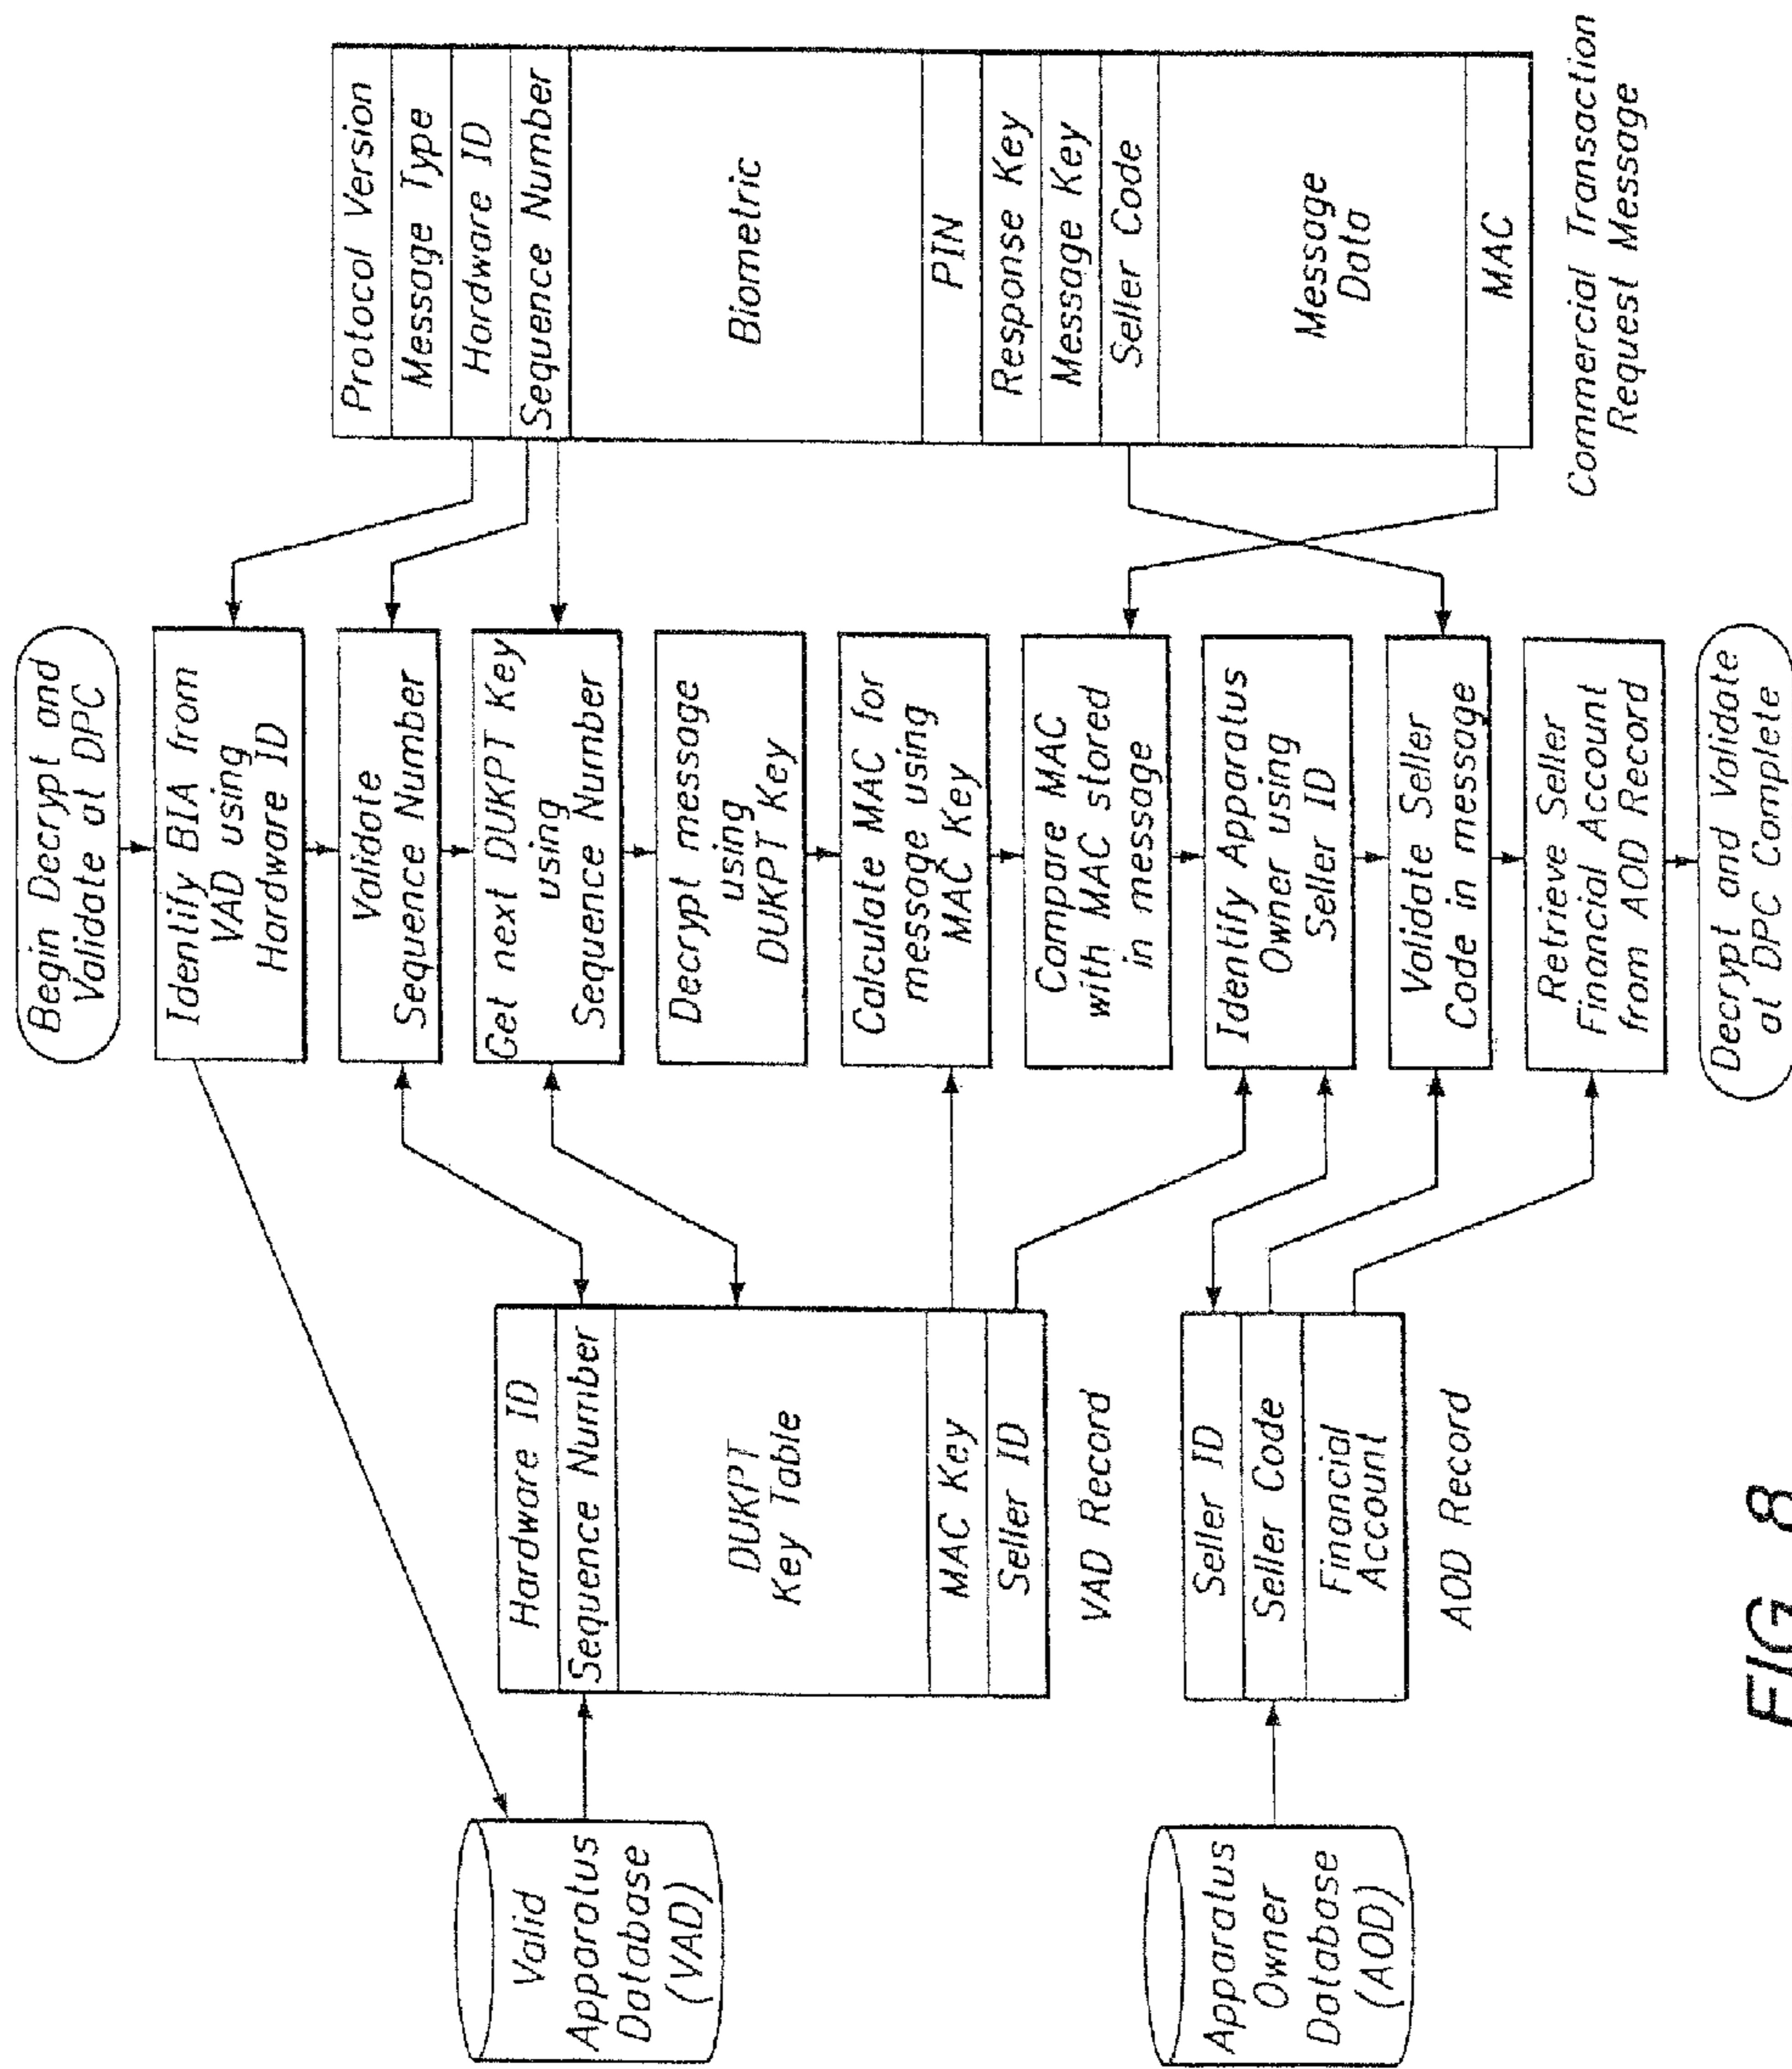 Begin Decrypt and
Validate at DPC
Identify BIA from
VAD using
Hardware ID
Validate
Sequence Number
Get next DUKPT Key
using
Sequence Number
Decrypt message
using
DUKPT Key
Calculate MAC for
message using
MAC Key
Compare MAC
with MAC stored
in message
Identify Apparatus
Owner using
Seller ID
Validate Seller
Code in message
Retrieve Seller
Financial Account
from AOD Record
Decrypt and Validate
at DPC Complete
Valid
Apparatus
Database
(VAD)
Hardware ID
Sequence Number
DUKPT
Key Table
MAC Key
Seller ID
VAD Record
Apparatus
Owner
Database
(AOD)
Seller ID
Seller Code
Financial
Account
AOD Record
Protocol Version
Message Type
Hardware ID
Sequence Number
Biometric
PIN
Response Key
Message Key
Seller Code
Message
Data
MAC
Commercial Transaction
Request Message
FIG. 8